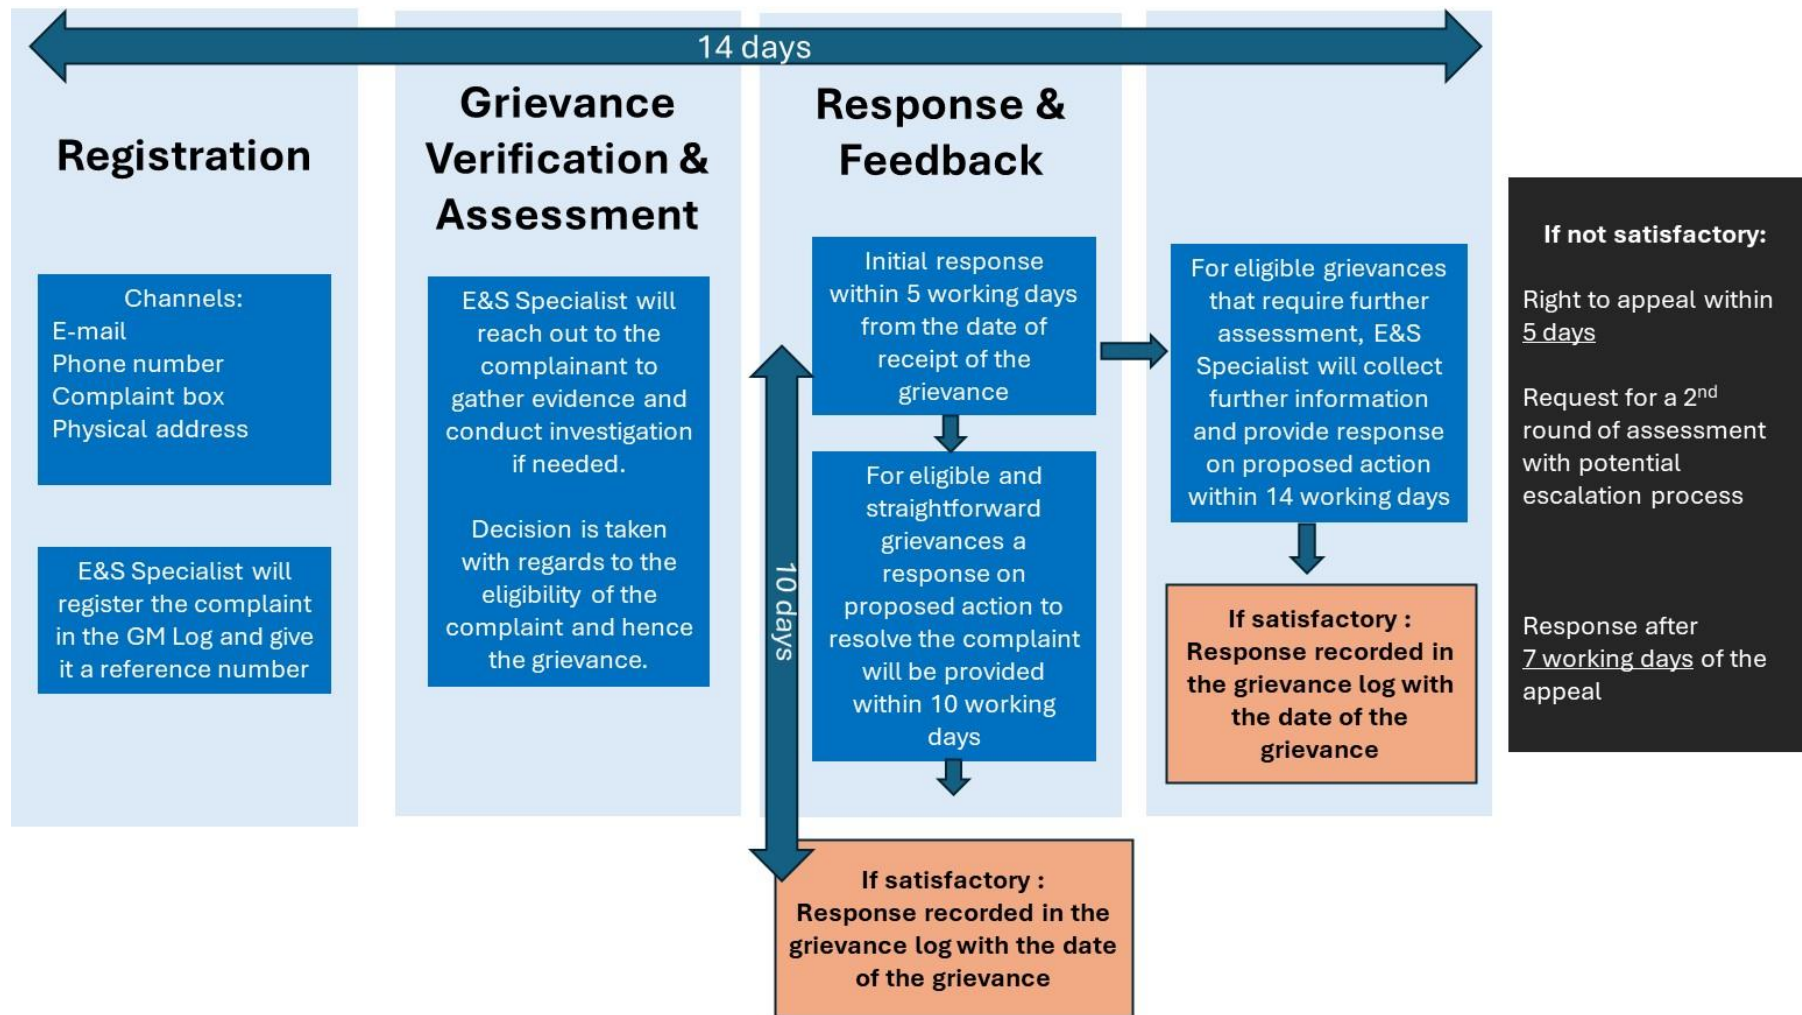 14 days
Registration
Channels:
E-mail
Phone number
Complaint box
Physical address
E&S Specialist will
register the complaint
in the GM Log and give
it a reference number
Grievance
Verification &
Assessment
E&S Specialist will
reach out to the
complainant to
gather evidence and
conduct investigation
if needed.
Decision is taken
with regards to the
eligibility of the
complaint and hence
the grievance.
Response &
Feedback
Initial response
within 5 working days
from the date of
receipt of the
grievance
10 days
For eligible and
straightforward
grievances a
response on
proposed action to
resolve the complaint
will be provided
within 10 working
days
If satisfactory :
Response recorded in the
grievance log with the date
of the grievance
For eligible grievances
that require further
assessment, E&S
Specialist will collect
further information
and provide response
on proposed action
within 14 working days
If satisfactory :
Response recorded in
the grievance log with
the date of the
grievance
If not satisfactory:
Right to appeal within
5 days
Request for a 2nd
round of assessment
with potential
escalation process
Response after
7 working days of the
appeal